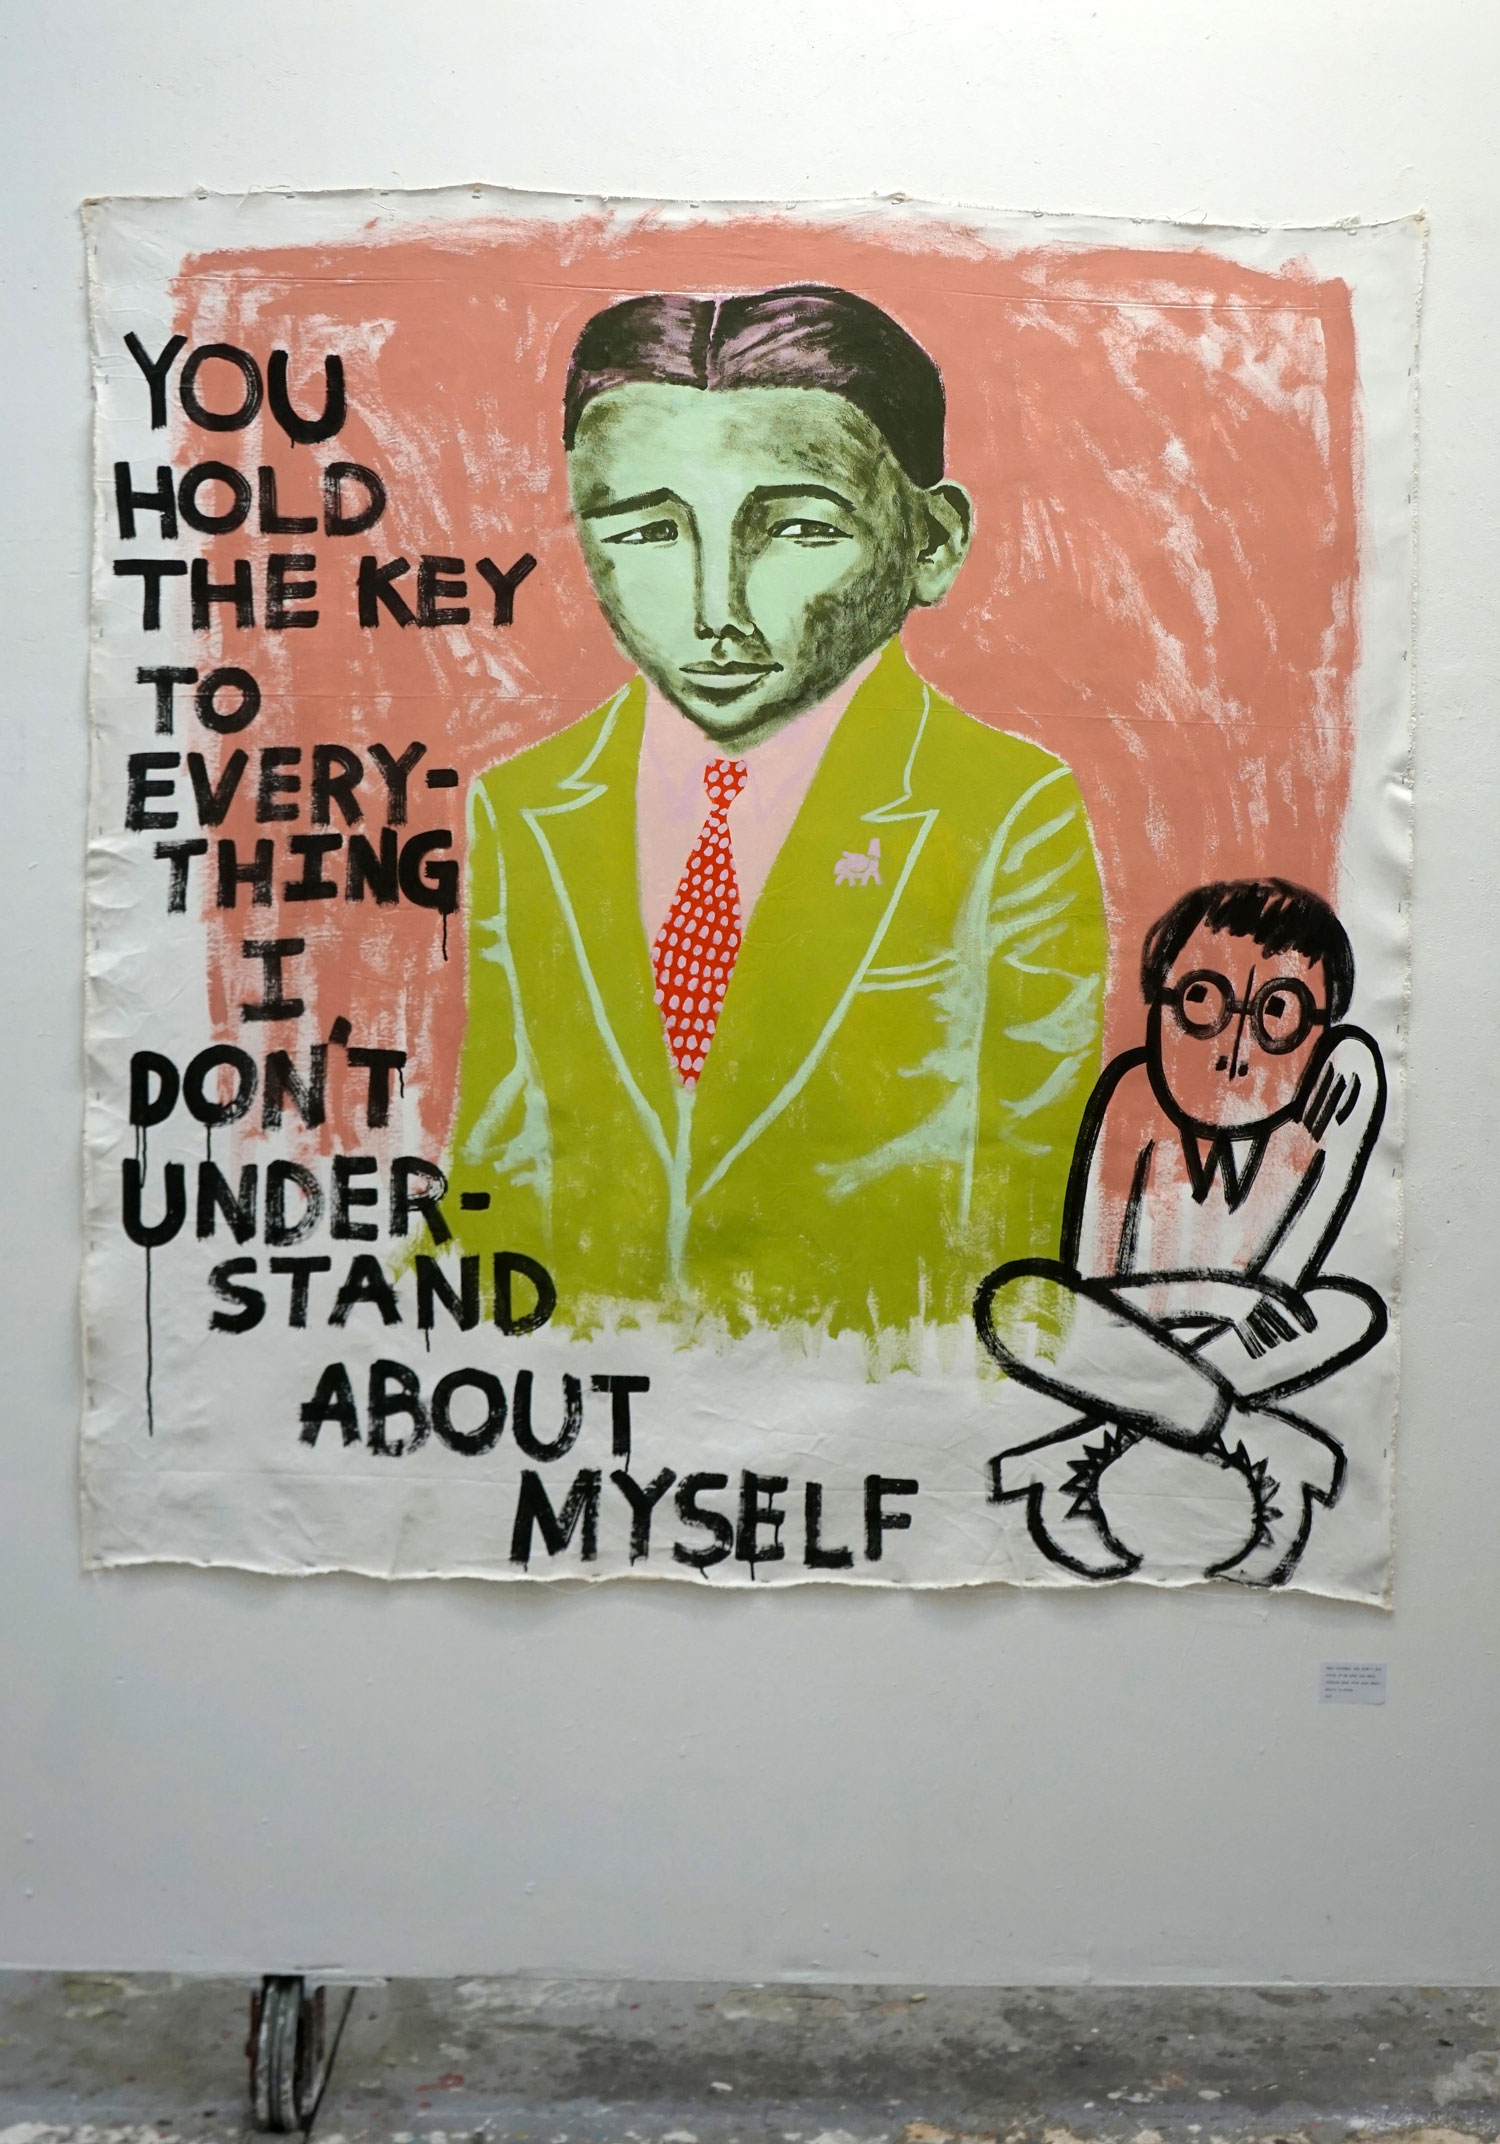 YOU
HOLD
THE KEY
TO
EVERY-
THING
I
DON'T
UNDER-
STAND
ABOUT
MYSELF